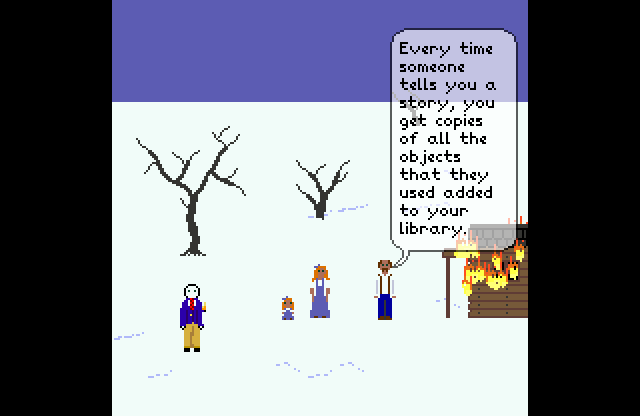 Every time
someone
tells you a
story, you
get copies
of all the
objects
that they
used added
to your
library.